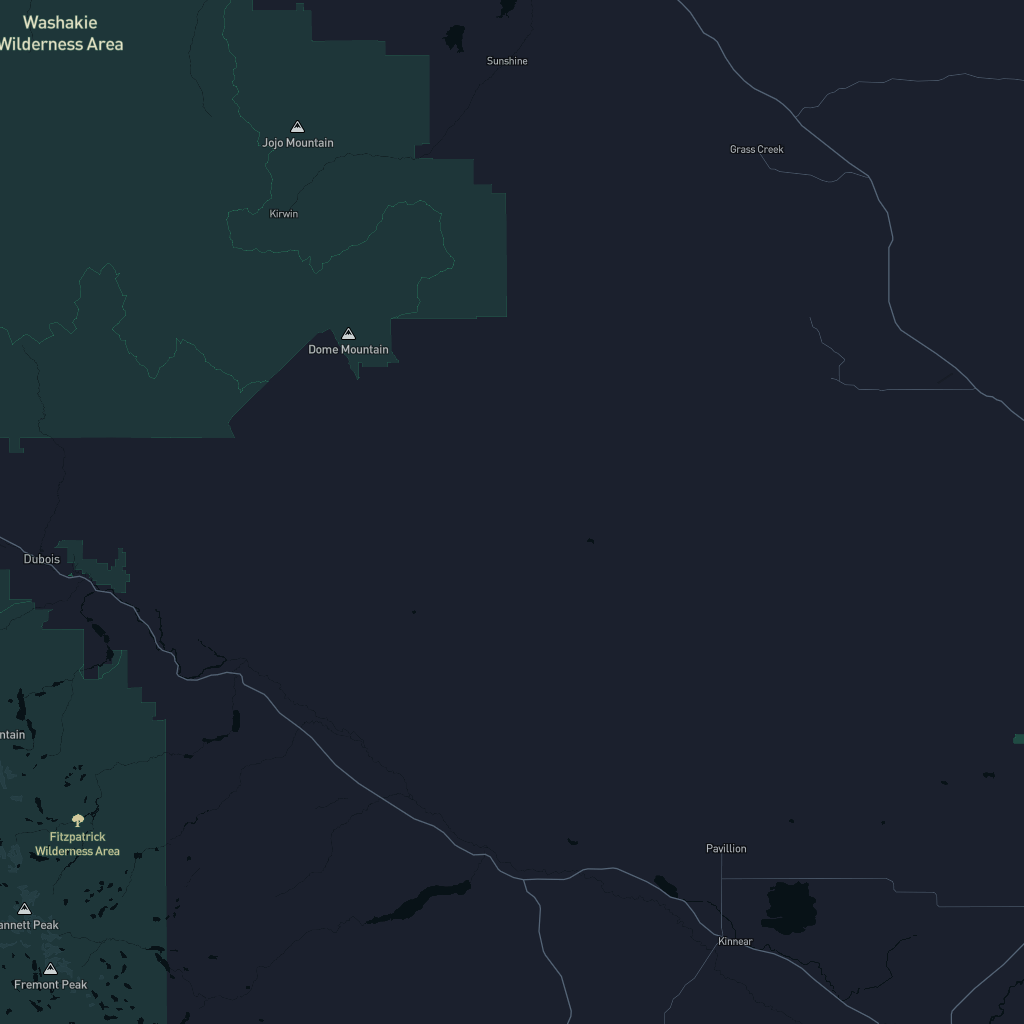 Washakie
Wilderness Area
Sunshine
Jojo Mountain
Grass Creek
Kirwin
Dome Mountain
Dubois
ntain
Fitzpatrick
Wilderness Area
Pavillion
annett Peak
Kinnear
Fremont Peak